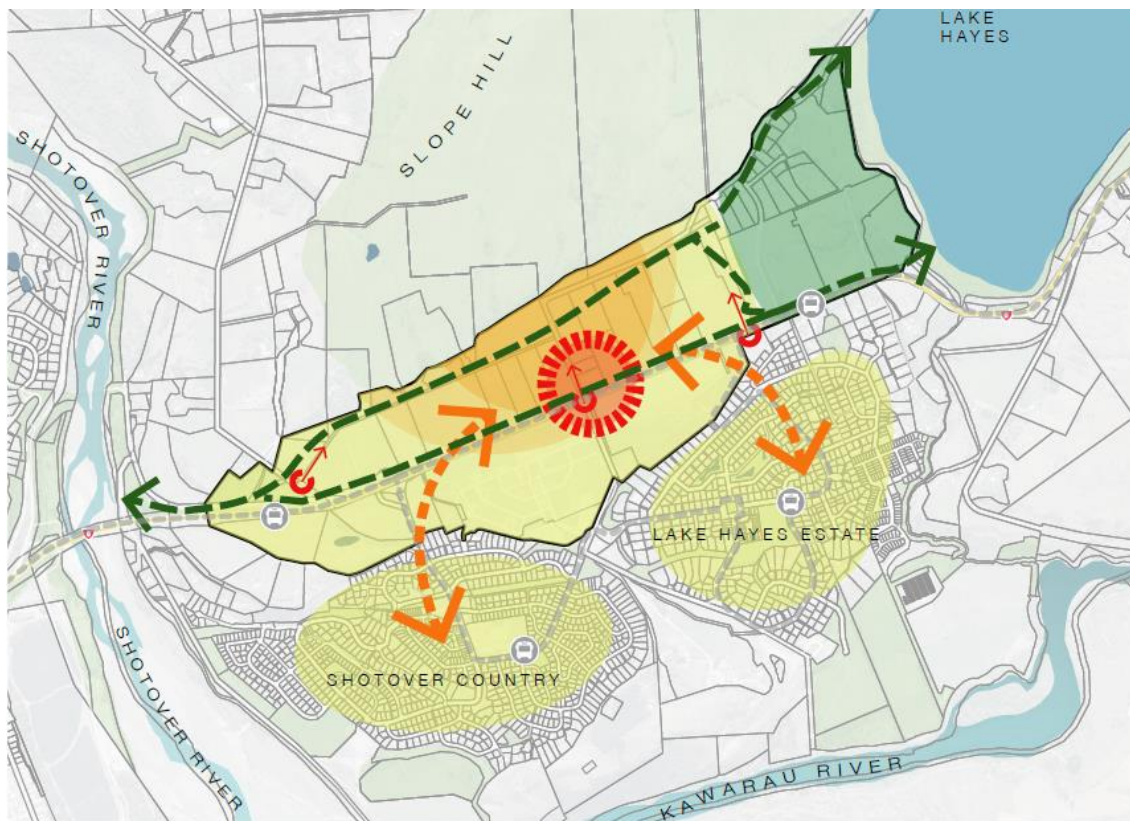 LAKE
HAYES
SLOPE HILL
SHOTOVER RIVER
LAKE HAYES ESTATE
SHOTOVER COUNTRY
SHOTOVER RIVER
KAWARAU RIVER